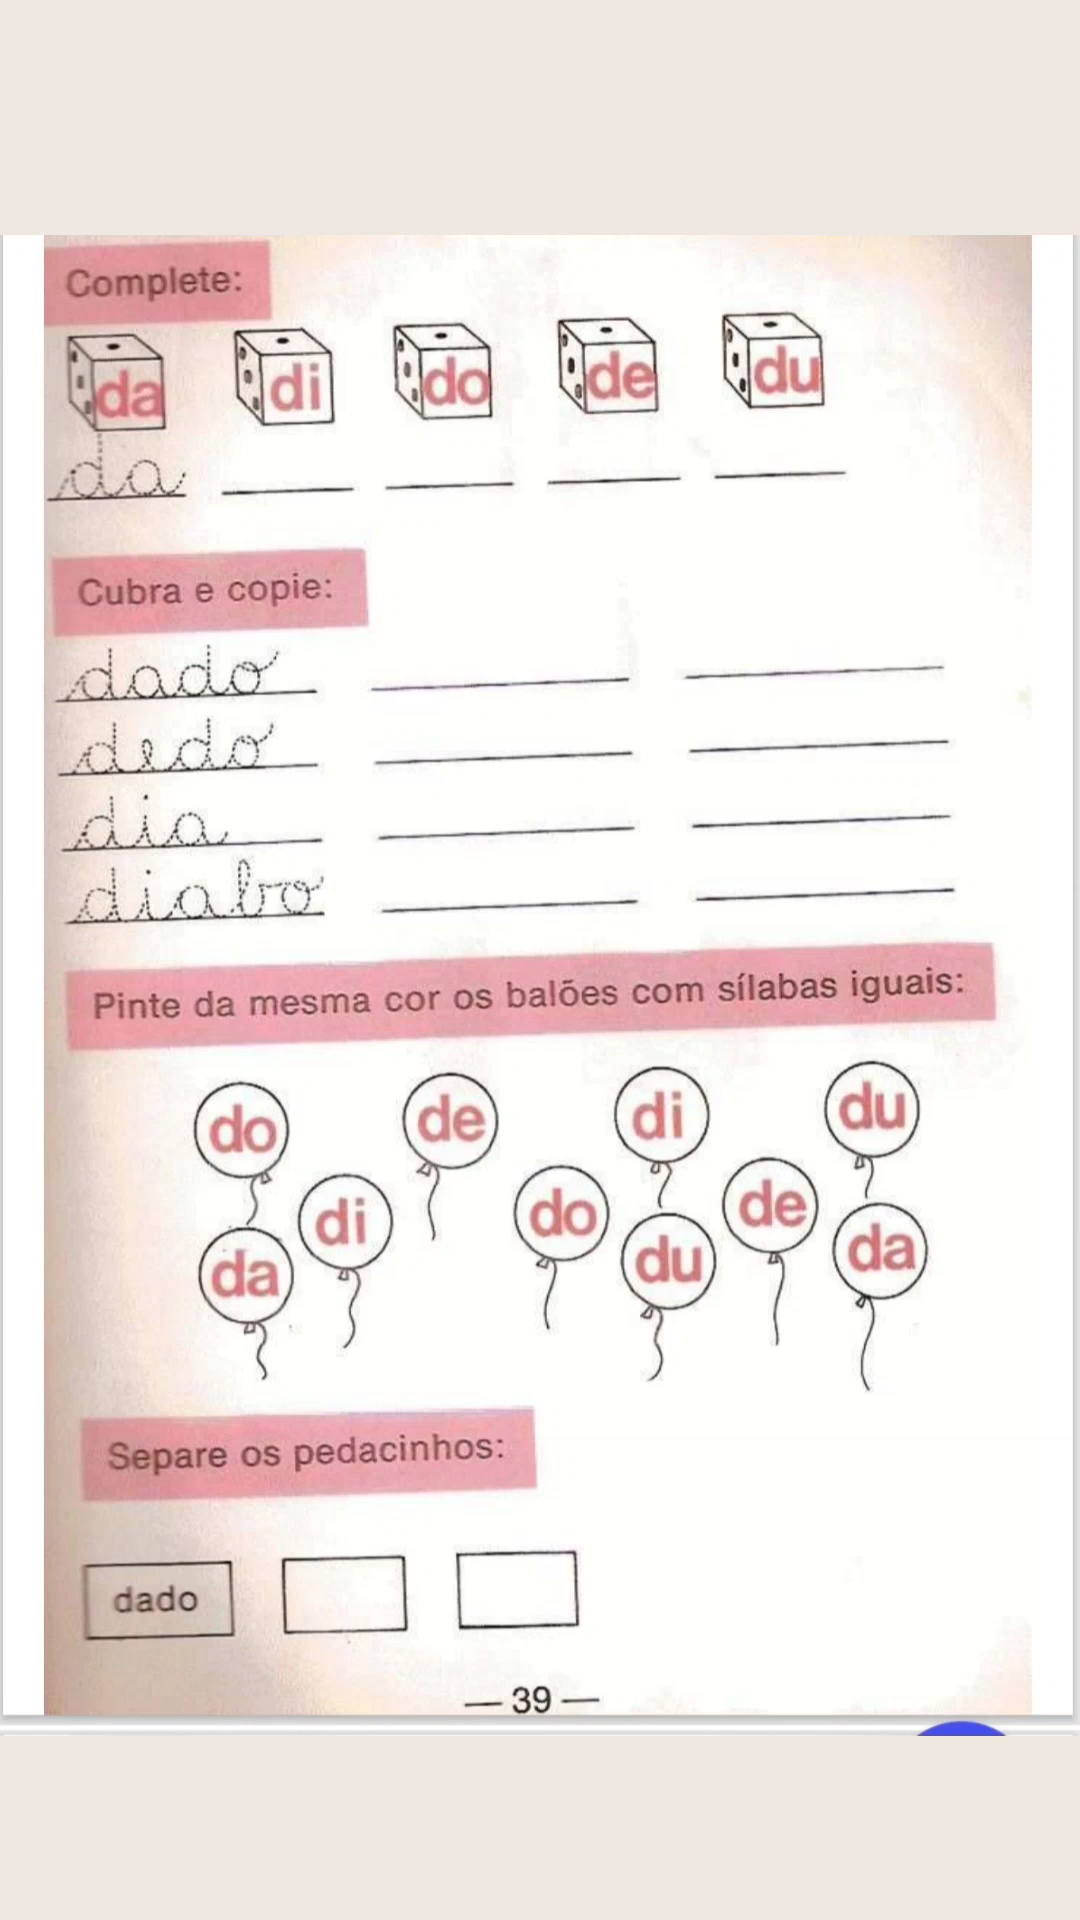 Complete:
da di do de du
da
Cubra e copie:
dado
dedo
dia
diabo
Pinte da mesma cor os balões com sílabas iguais:
do de di du
di do de
da du da
Separe os pedacinhos:
dado
— 39 —